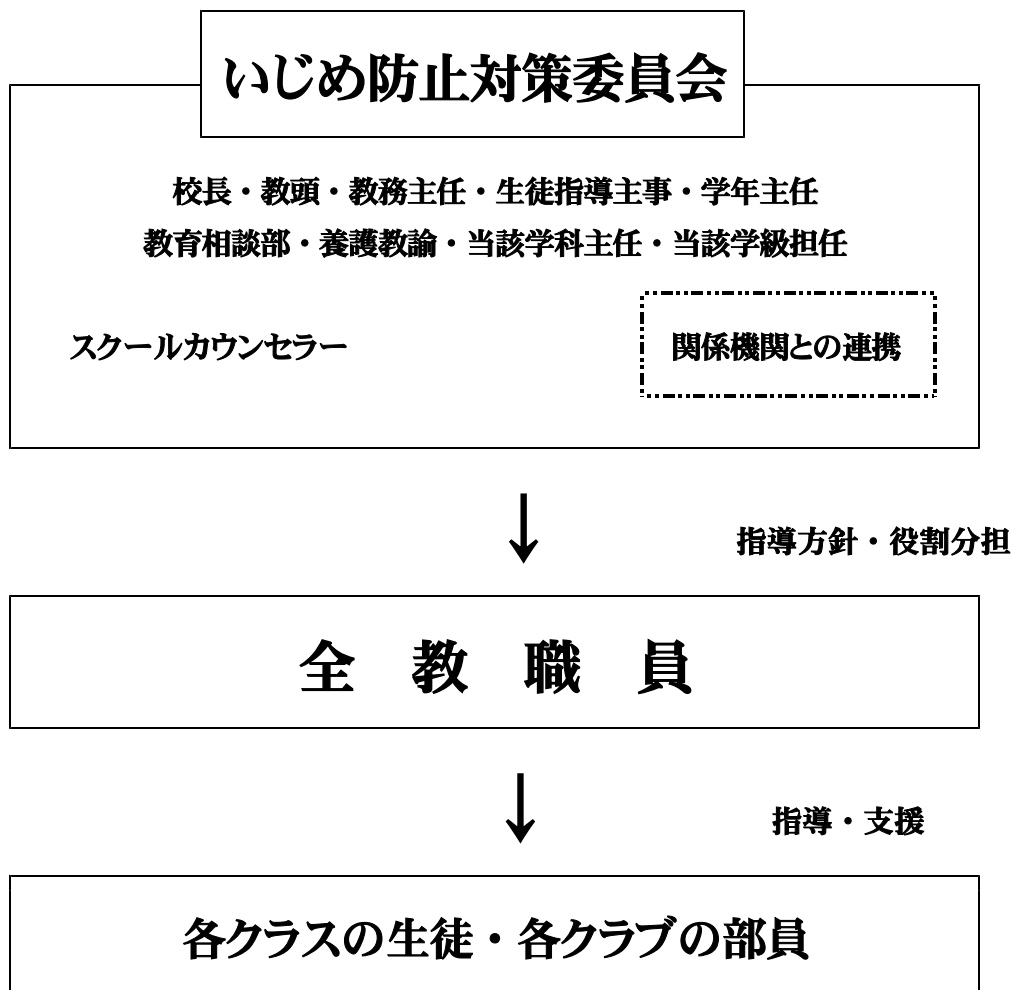 いじめ防止対策委員会
校長・教頭・教務主任・生徒指導主事・学年主任
教育相談部・養護教諭・当該学科主任・当該学級担任
スクールカウンセラー
関係機関との連携
↓
指導方針・役割分担
全　教　職　員
↓
指導・支援
各クラスの生徒・各クラブの部員